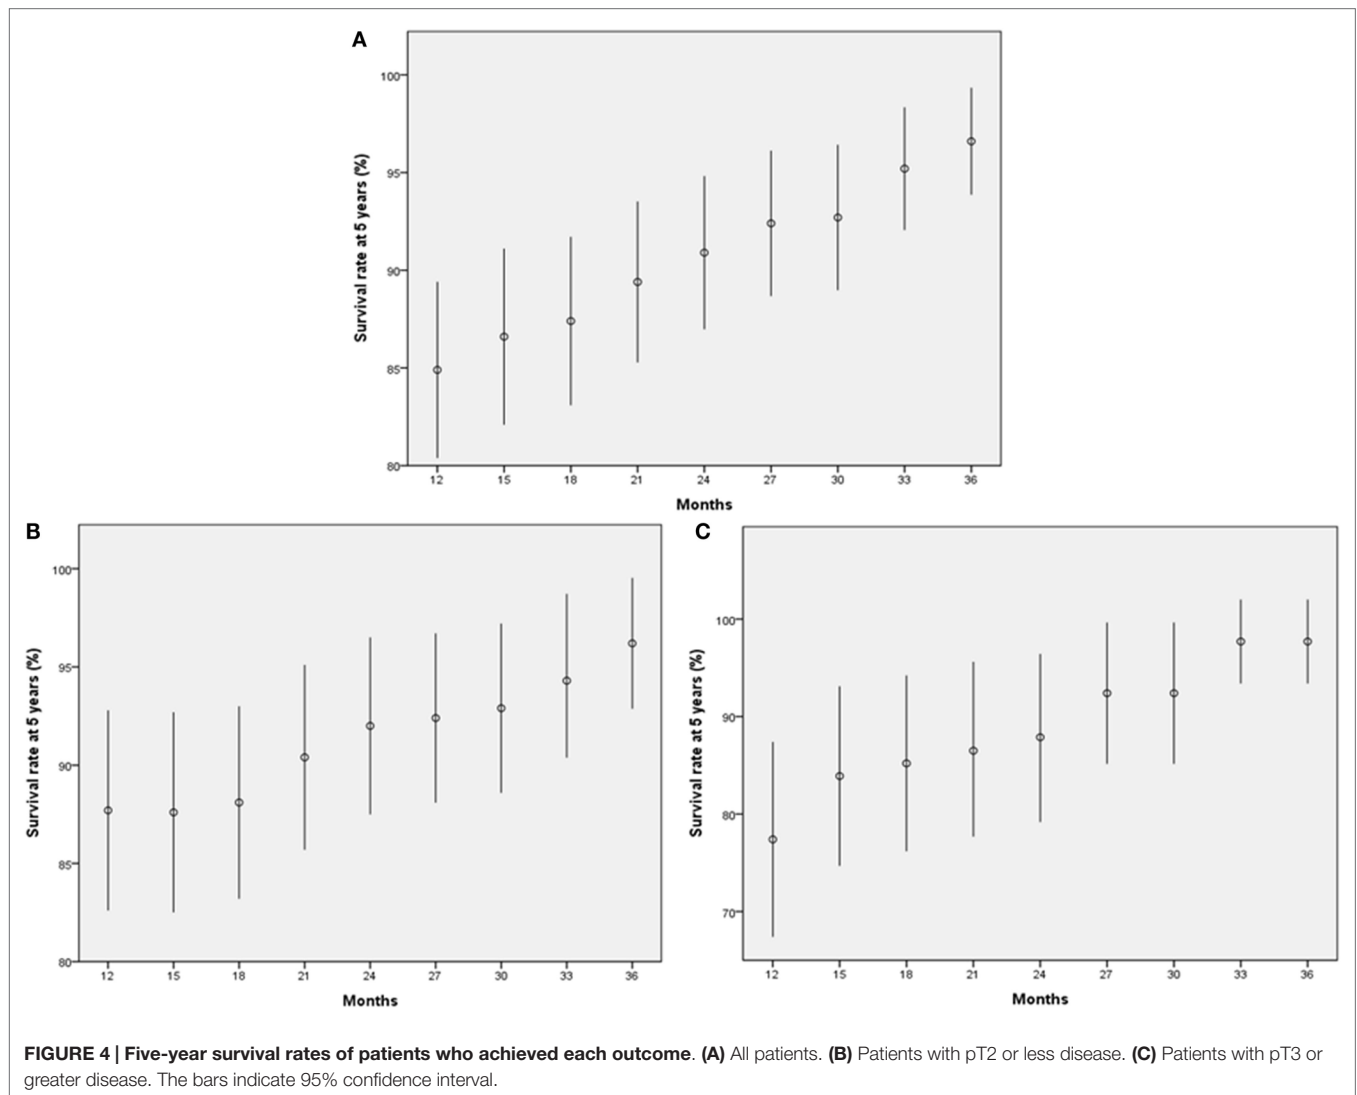 A
100
95
90
85
80
Survival rate at 5 years (%)
12 15 18 21 24 27 30 33 36
Months
B
100
95
90
85
80
Survival rate at 5 years (%)
12 15 18 21 24 27 30 33 36
Months
C
100
90
80
70
Survival rate at 5 years (%)
12 15 18 21 24 27 30 33 36
Months
FIGURE 4 | Five-year survival rates of patients who achieved each outcome. (A) All patients. (B) Patients with pT2 or less disease. (C) Patients with pT3 or
greater disease. The bars indicate 95% confidence interval.